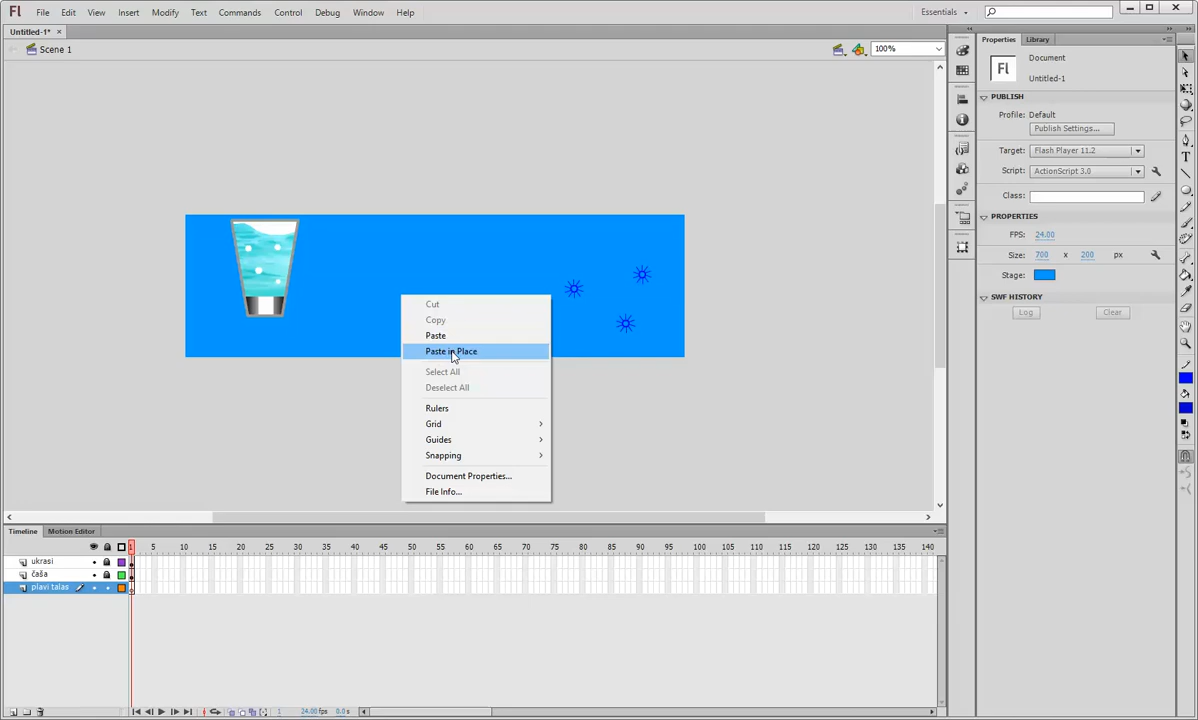 Fl File Edit View Insert Modify Text Commands Control Debug Window Help Essentials
Untitled-1* ×
Scene 1 100%
Properties Library
Fl Document
Untitled-1
PUBLISH
Profile: Default
Publish Settings...
Target: Flash Player 11.2
Script: ActionScript 3.0
Class:
PROPERTIES
FPS: 24.00
Size: 700 x 200 px
Stage:
SWF HISTORY
Log Clear
Cut
Copy
Paste
Paste in Place
Select All
Deselect All
Rulers
Grid
Guides
Snapping
Document Properties...
File Info...
Timeline Motion Editor
1 5 10 15 20 25 30 35 40 45 50 55 60 65 70 75 80 85 90 95 100 105 110 115 120 125 130 135 140
ukrasi
čaša
plavi talas
1 24.00 fps 0.0 s